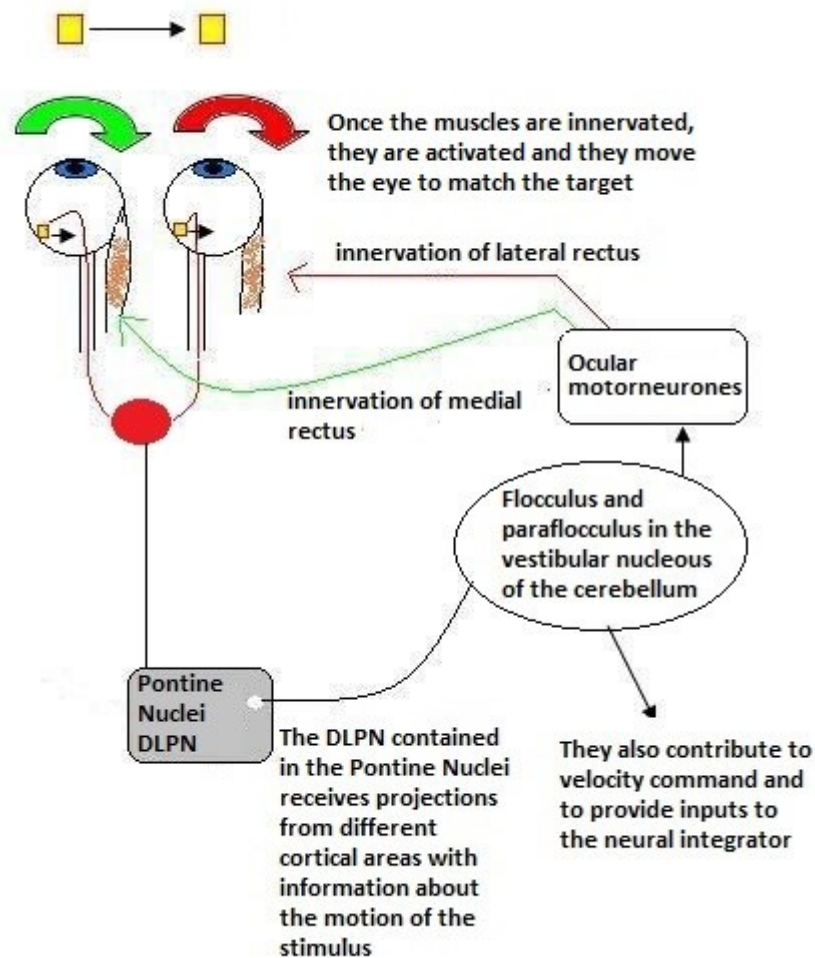 Once the muscles are innervated,
they are activated and they move
the eye to match the target
innervation of lateral rectus
Ocular
motorneurones
innervation of medial
rectus
Flocculus and
paraflocculus in the
vestibular nucleous
of the cerebellum
Pontine
Nuclei
DLPN
The DLPN contained
in the Pontine Nuclei
receives projections
from different
cortical areas with
information about
the motion of the
stimulus
They also contribute to
velocity command and
to provide inputs to
the neural integrator